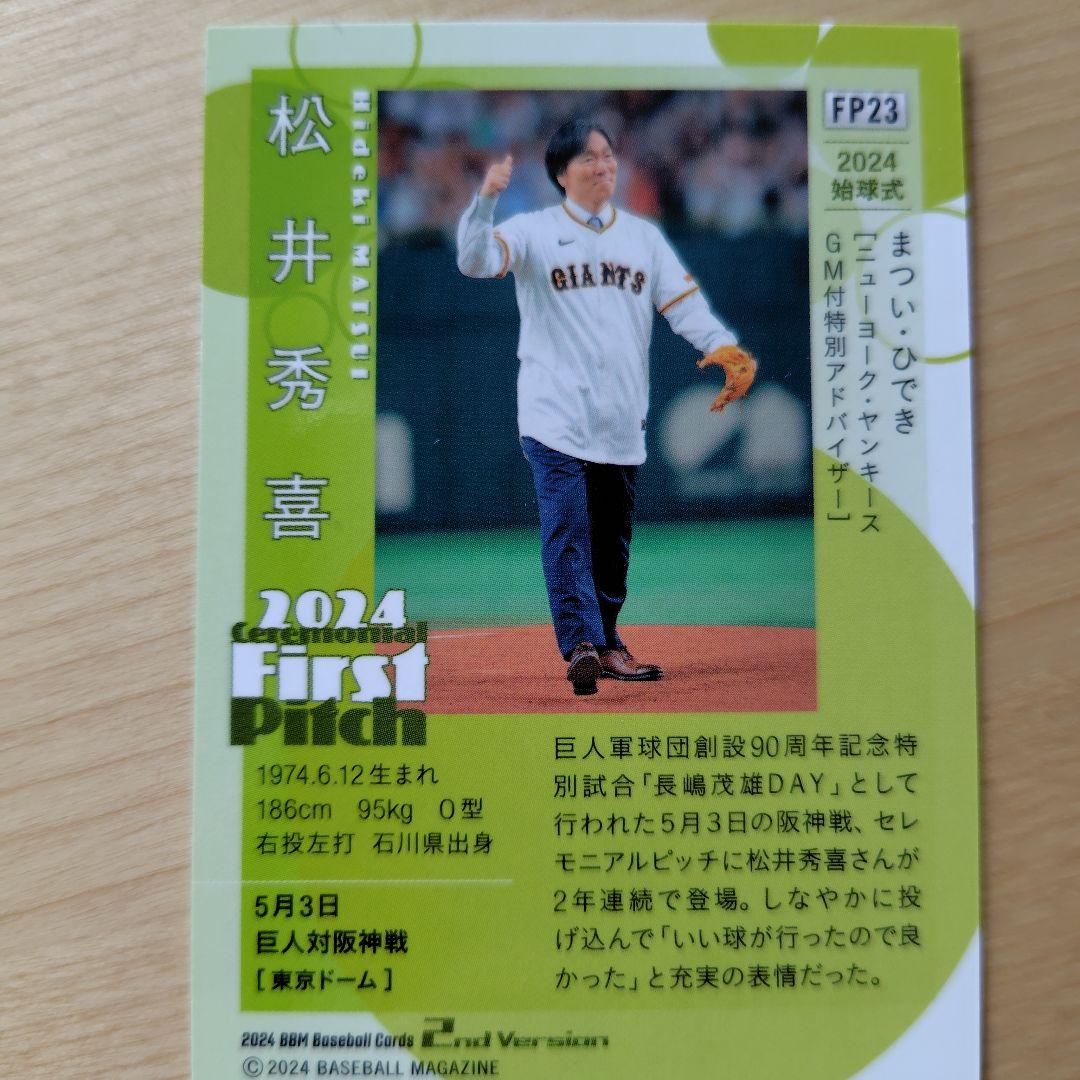 松井秀喜
Hideki MATSUI
FP23
2024
始球式
まつい・ひでき
[ニューヨーク・ヤンキース
GM付特別アドバイザー]
GIANTS
2024
Ceremonial
First
Pitch
1974.6.12生まれ
186cm 95kg O型
右投左打 石川県出身
5月3日
巨人対阪神戦
[東京ドーム]
巨人軍球団創設90周年記念特
別試合「長嶋茂雄DAY」として
行われた5月3日の阪神戦、セレ
モニアルピッチに松井秀喜さんが
2年連続で登場。しなやかに投
げ込んで「いい球が行ったので良
かった」と充実の表情だった。
2024 BBM Baseball Cards 2nd Version
©2024 BASEBALL MAGAZINE